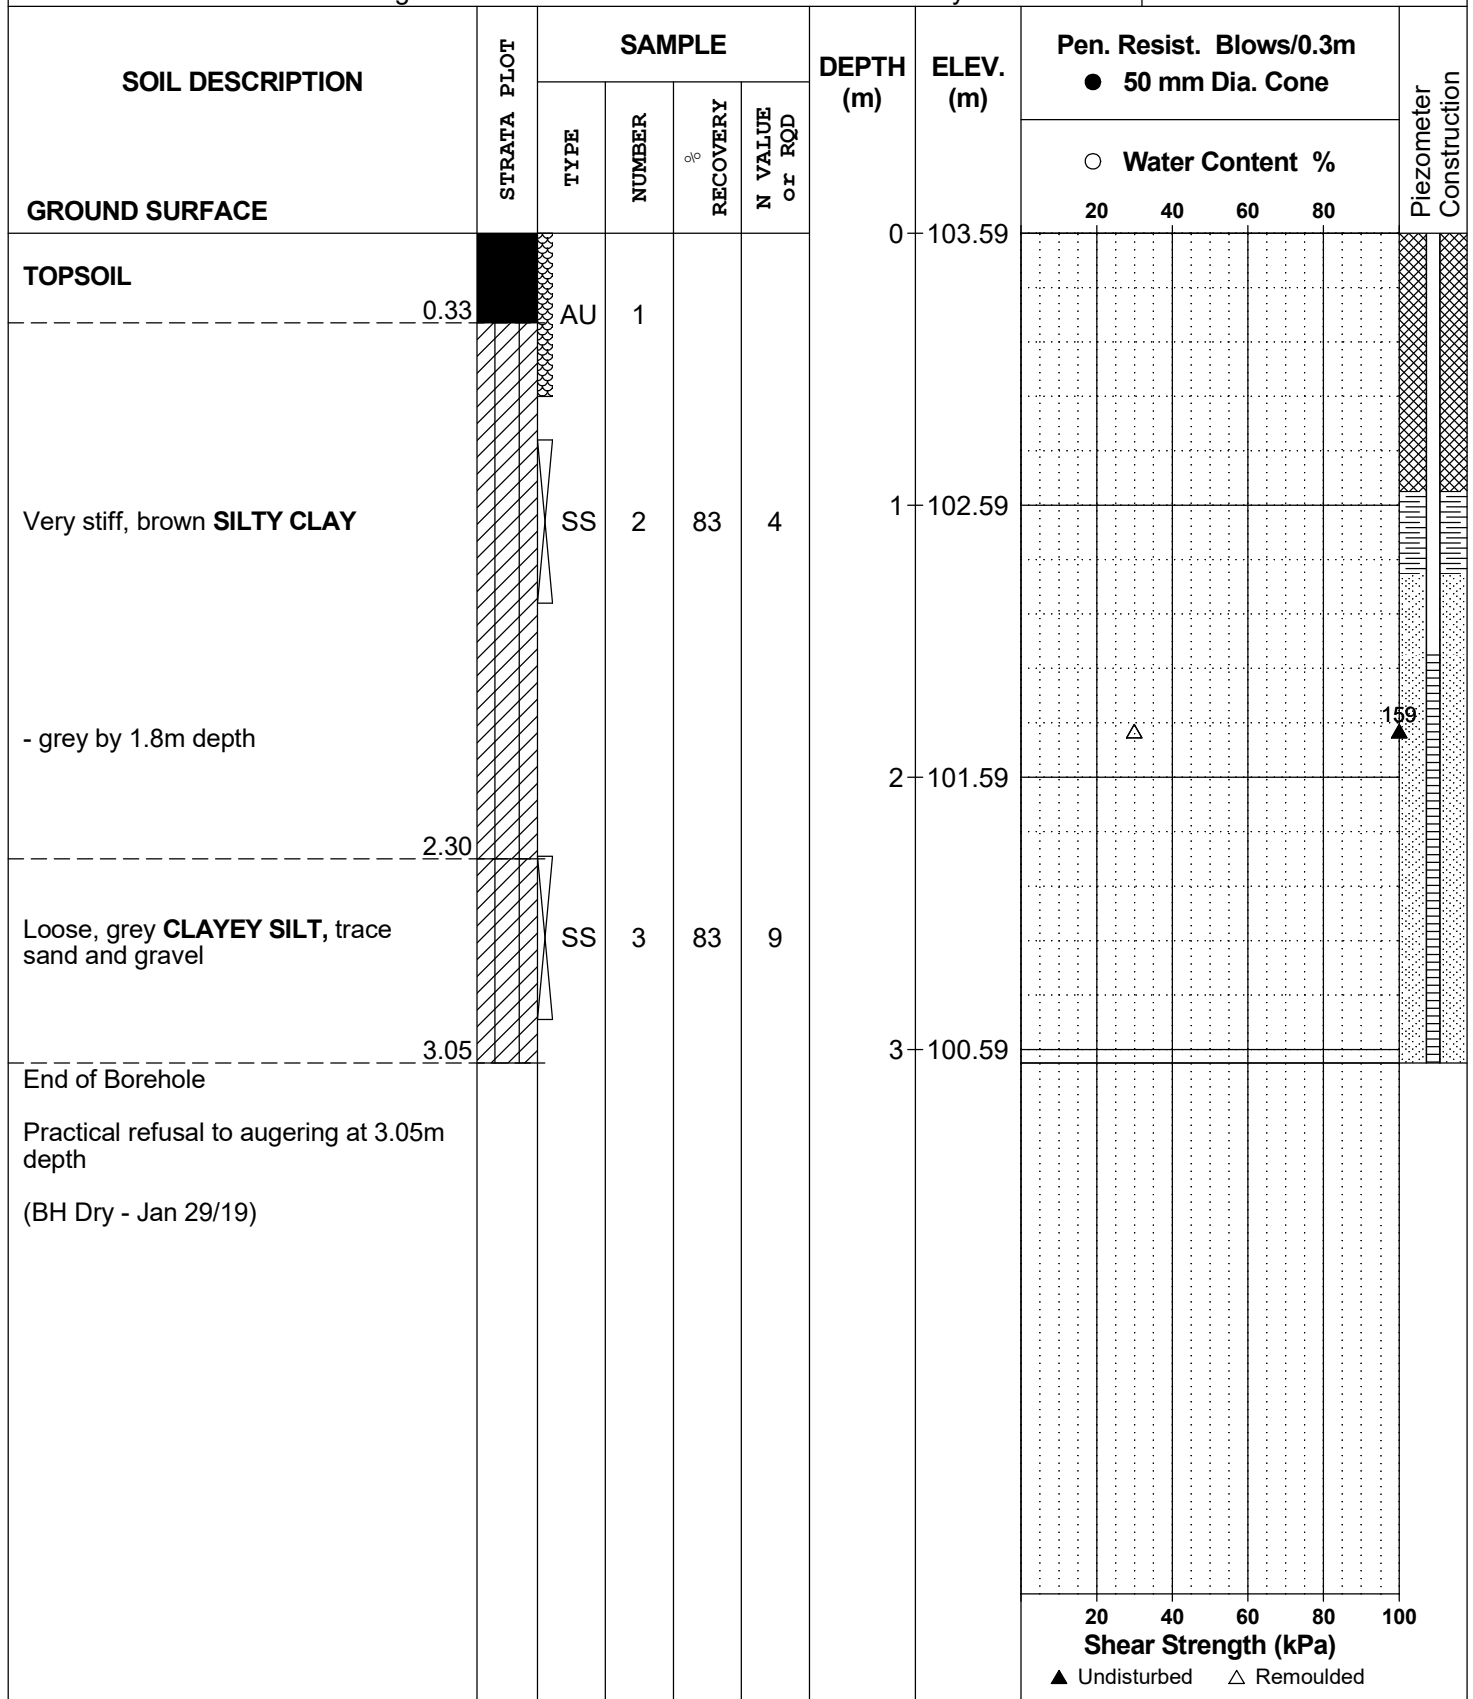 SOIL DESCRIPTION
GROUND SURFACE
STRATA PLOT
SAMPLE
TYPE
NUMBER
% RECOVERY
N VALUE
or RQD
DEPTH
(m)
ELEV.
(m)
Pen. Resist. Blows/0.3m
● 50 mm Dia. Cone
○ Water Content %
20 40 60 80
Piezometer
Construction
0 103.59
TOPSOIL
0.33
AU 1
1 102.59
Very stiff, brown SILTY CLAY
SS 2 83 4
159
- grey by 1.8m depth
2 101.59
2.30
Loose, grey CLAYEY SILT, trace
sand and gravel
SS 3 83 9
3.05
3 100.59
End of Borehole
Practical refusal to augering at 3.05m
depth
(BH Dry - Jan 29/19)
20 40 60 80 100
Shear Strength (kPa)
▲ Undisturbed △ Remoulded